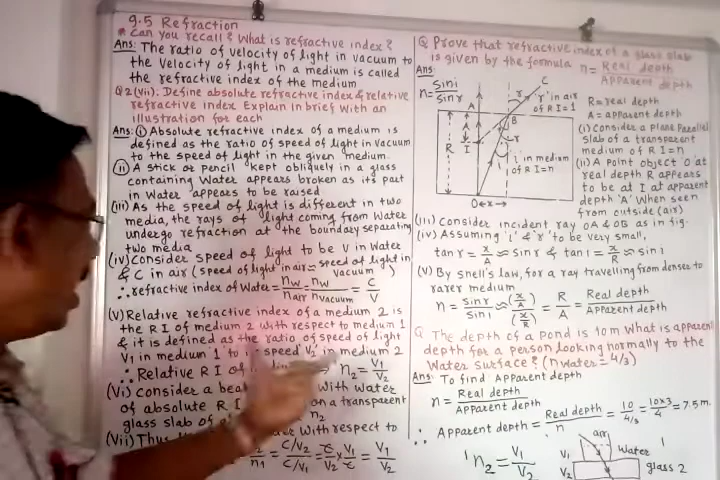 9.5 Refraction
* Can you recall? What is refractive index?
Ans: The ratio of velocity of light in vacuum to
the velocity of light in a medium is called
the refractive index of the medium
Q.2(vii): Define absolute refractive index & relative
refractive index Explain in brief with an
illustration for each
Ans: (i) Absolute refractive index of a medium is
defined as the ratio of speed of light in vacuum
to the speed of light in the given medium.
(ii) A stick or pencil kept obliquely in a glass
containing water appears broken as its part
in water appears to be raised.
(iii) As the speed of light is different in two
media, the rays of light coming from water
undergo refraction at the boundary separating
two media
(iv) Consider speed of light to be v in water
& C in air (speed of light in air ≈ speed of light in vacuum)
∴ refractive index of water = nw/nair = nw/nvacuum = C/V
(V) Relative refractive index of a medium 2 is
the R I of medium 2 with respect to medium 1
& it is defined as the ratio of speed of light
V1 in medium 1 to speed V2 in medium 2
∴ Relative R I of n2 = V1/V2
(Vi) Consider a with water
of absolute R I on a transparent
glass slab of n2
(Vii) Thus water with respect to
= n1 = C/V2 / C/V1 = C/V2 x V1/C = V1/V2
Q. Prove that refractive index of a glass slab
is given by the formula n = Real depth / Apparent depth
Ans:
n = sini/sinr
C
r
'r' in air
of R I = 1
A
B
R
A
I
r
i
i in medium
of R I = n
O
x
R = real depth
A = apparent depth
(i) Consider a plane parallel
slab of a transparent
medium of R I = n
(ii) A point object 'O' at
real depth R appears
to be at I at apparent
depth 'A' when seen
from outside (air)
(iii) Consider incident ray OA & OB as in fig.
(iv) Assuming 'i' & 'r' to be very small,
tan r = x/A ≈ sin r & tan i = x/R ≈ sin i
(V) By snell's law, for a ray travelling from denser to
rarer medium
n = sin r/sin i ≈ (x/A)/(x/R) = R/A = Real depth/Apparent depth
Q The depth of a pond is 10m What is apparent
depth for a person looking normally to the
water surface? (n water = 4/3)
Ans: To find Apparent depth
n = Real depth/Apparent depth
∴ Apparent depth = Real depth/n = 10/4/3 = 10x3/4 = 7.5m.
1n2 = V1/V2
air
V1
water
1
V2
glass 2